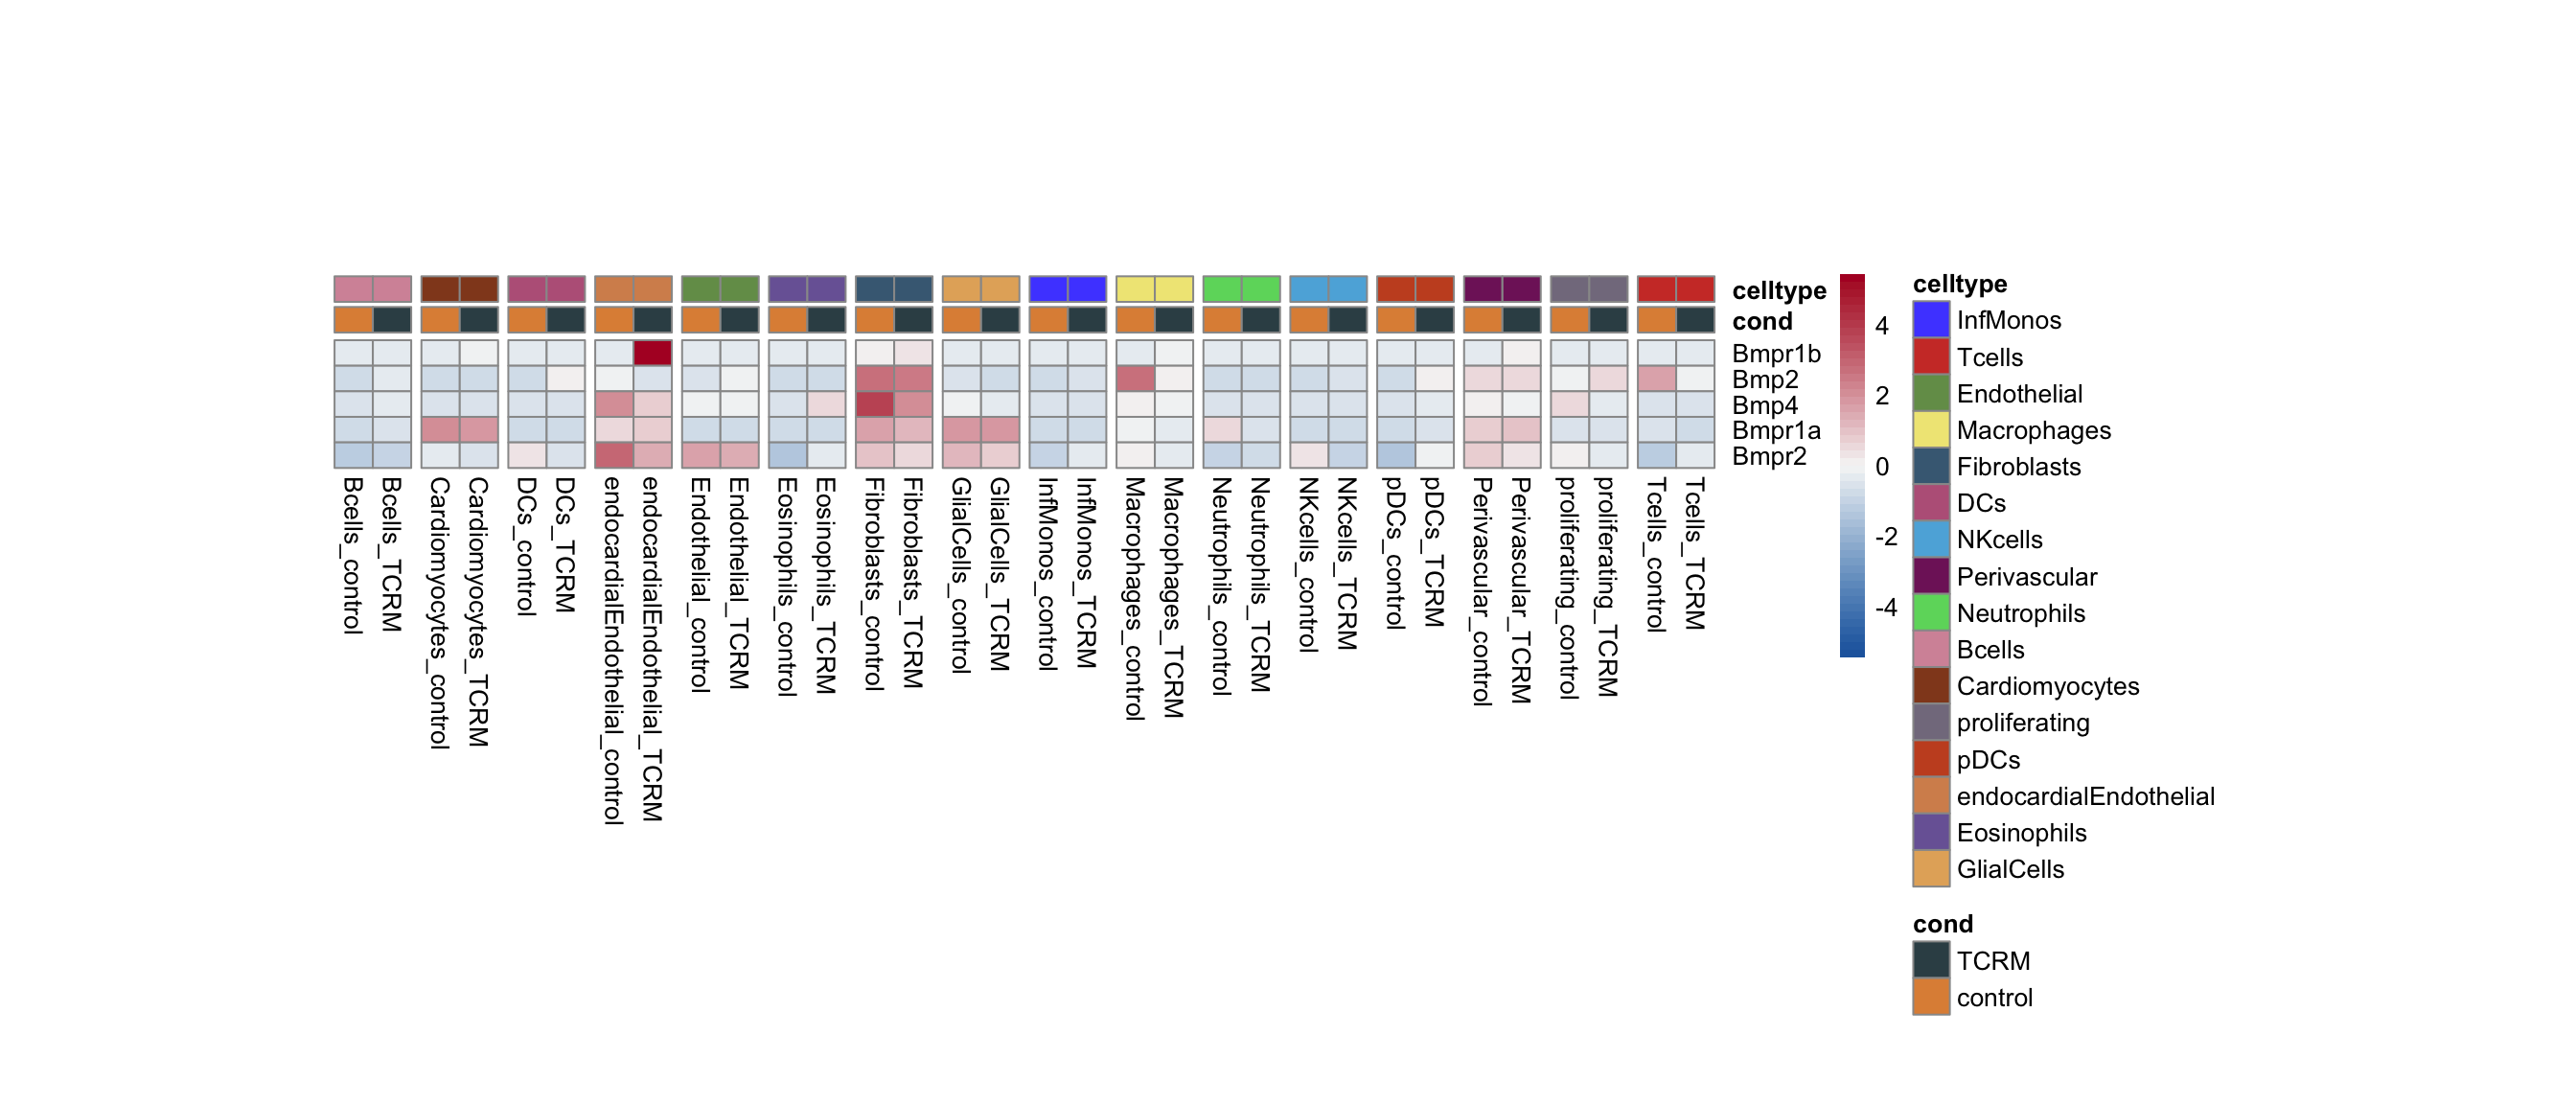 celltype
cond
Bmpr1b
Bmp2
Bmp4
Bmpr1a
Bmpr2
Bcells_control
Bcells_TCRM
Cardiomyocytes_control
Cardiomyocytes_TCRM
DCs_control
DCs_TCRM
endocardialEndothelial_control
endocardialEndothelial_TCRM
Endothelial_control
Endothelial_TCRM
Eosinophils_control
Eosinophils_TCRM
Fibroblasts_control
Fibroblasts_TCRM
GlialCells_control
GlialCells_TCRM
InfMonos_control
InfMonos_TCRM
Macrophages_control
Macrophages_TCRM
Neutrophils_control
Neutrophils_TCRM
NKcells_control
NKcells_TCRM
pDCs_control
pDCs_TCRM
Perivascular_control
Perivascular_TCRM
proliferating_control
proliferating_TCRM
Tcells_control
Tcells_TCRM
4
2
0
-2
-4
celltype
InfMonos
Tcells
Endothelial
Macrophages
Fibroblasts
DCs
NKcells
Perivascular
Neutrophils
Bcells
Cardiomyocytes
proliferating
pDCs
endocardialEndothelial
Eosinophils
GlialCells
cond
TCRM
control